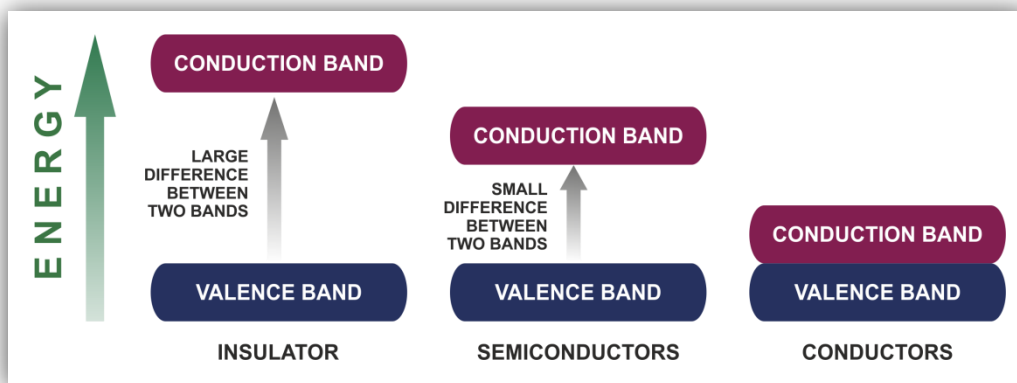 ENERGY
CONDUCTION BAND
LARGE
DIFFERENCE
BETWEEN
TWO BANDS
VALENCE BAND
INSULATOR
CONDUCTION BAND
SMALL
DIFFERENCE
BETWEEN
TWO BANDS
VALENCE BAND
SEMICONDUCTORS
CONDUCTION BAND
VALENCE BAND
CONDUCTORS